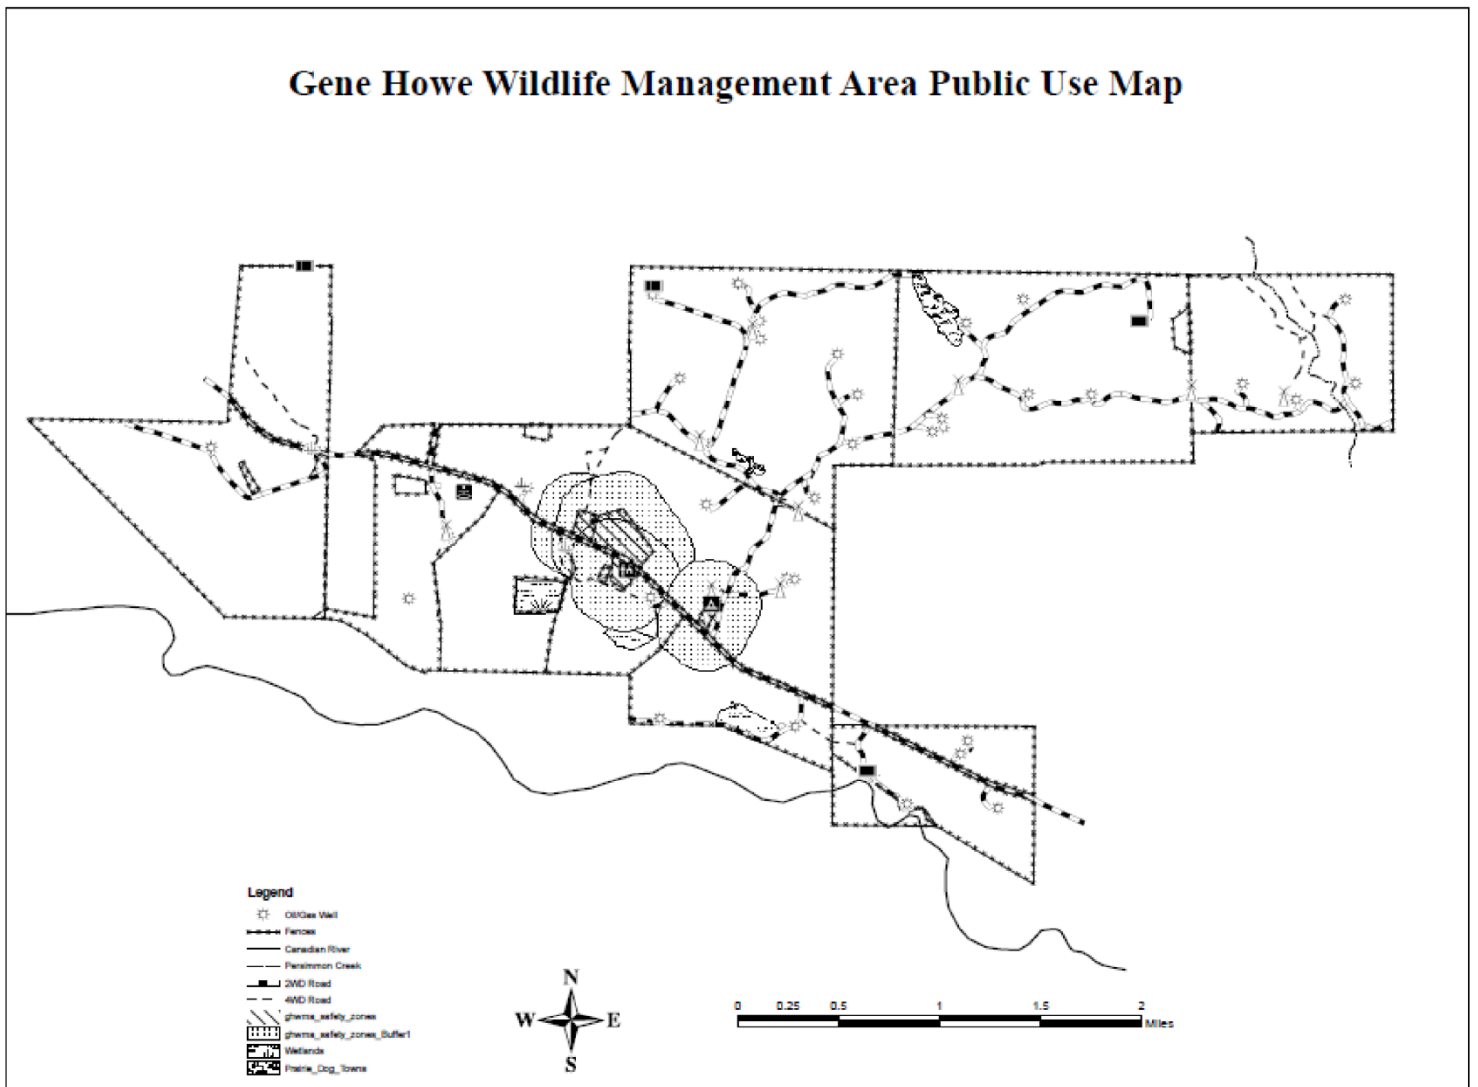 Gene Howe Wildlife Management Area Public Use Map
Legend
Oil/Gas Well
Fences
Canadian River
Persimmon Creek
2WD Road
4WD Road
ghwma_safety_zones
ghwma_safety_zones_Buffer1
Wetlands
Prairie_Dog_Towns
N
W E
S
0 0.25 0.5 1 1.5 2
Miles